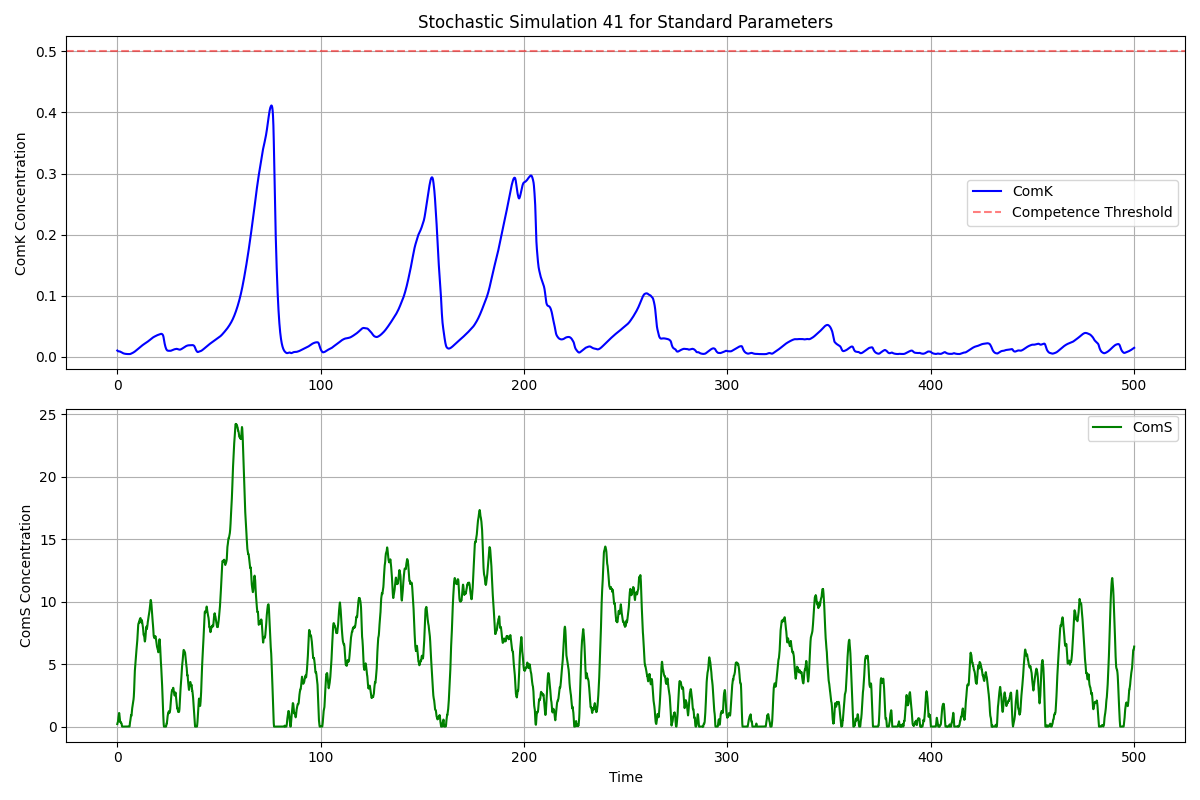 Stochastic Simulation 41 for Standard Parameters
ComK Concentration
0.5
0.4
0.3
0.2
0.1
0.0
ComK
Competence Threshold
0 100 200 300 400 500
ComS Concentration
25
20
15
10
5
0
ComS
0 100 200 300 400 500
Time